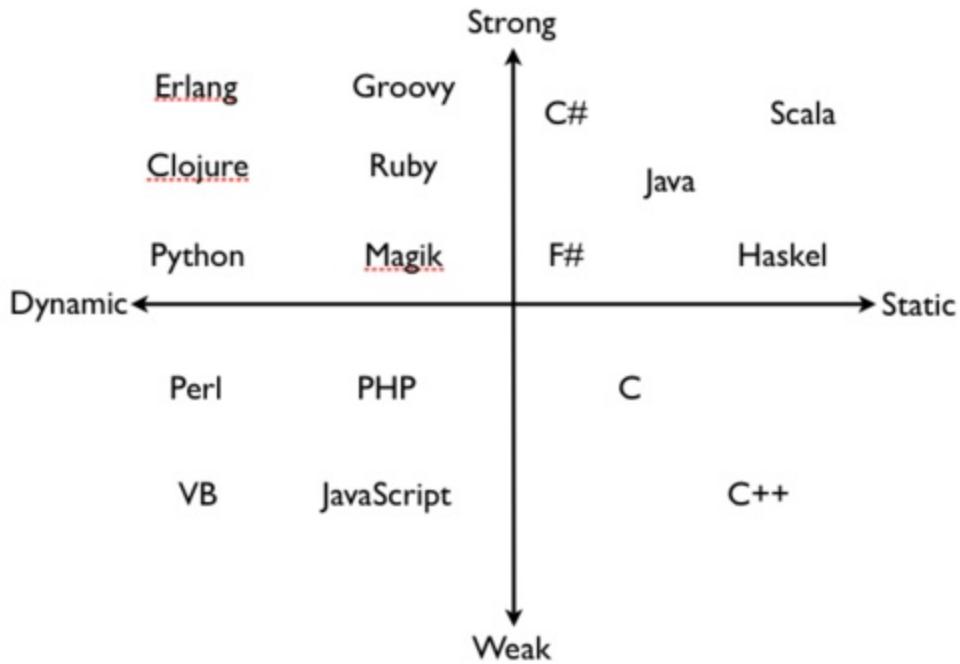 Strong
Erlang Groovy
C# Scala
Clojure Ruby
Java
Python Magik F# Haskel
Dynamic Static
Perl PHP C
VB JavaScript C++
Weak